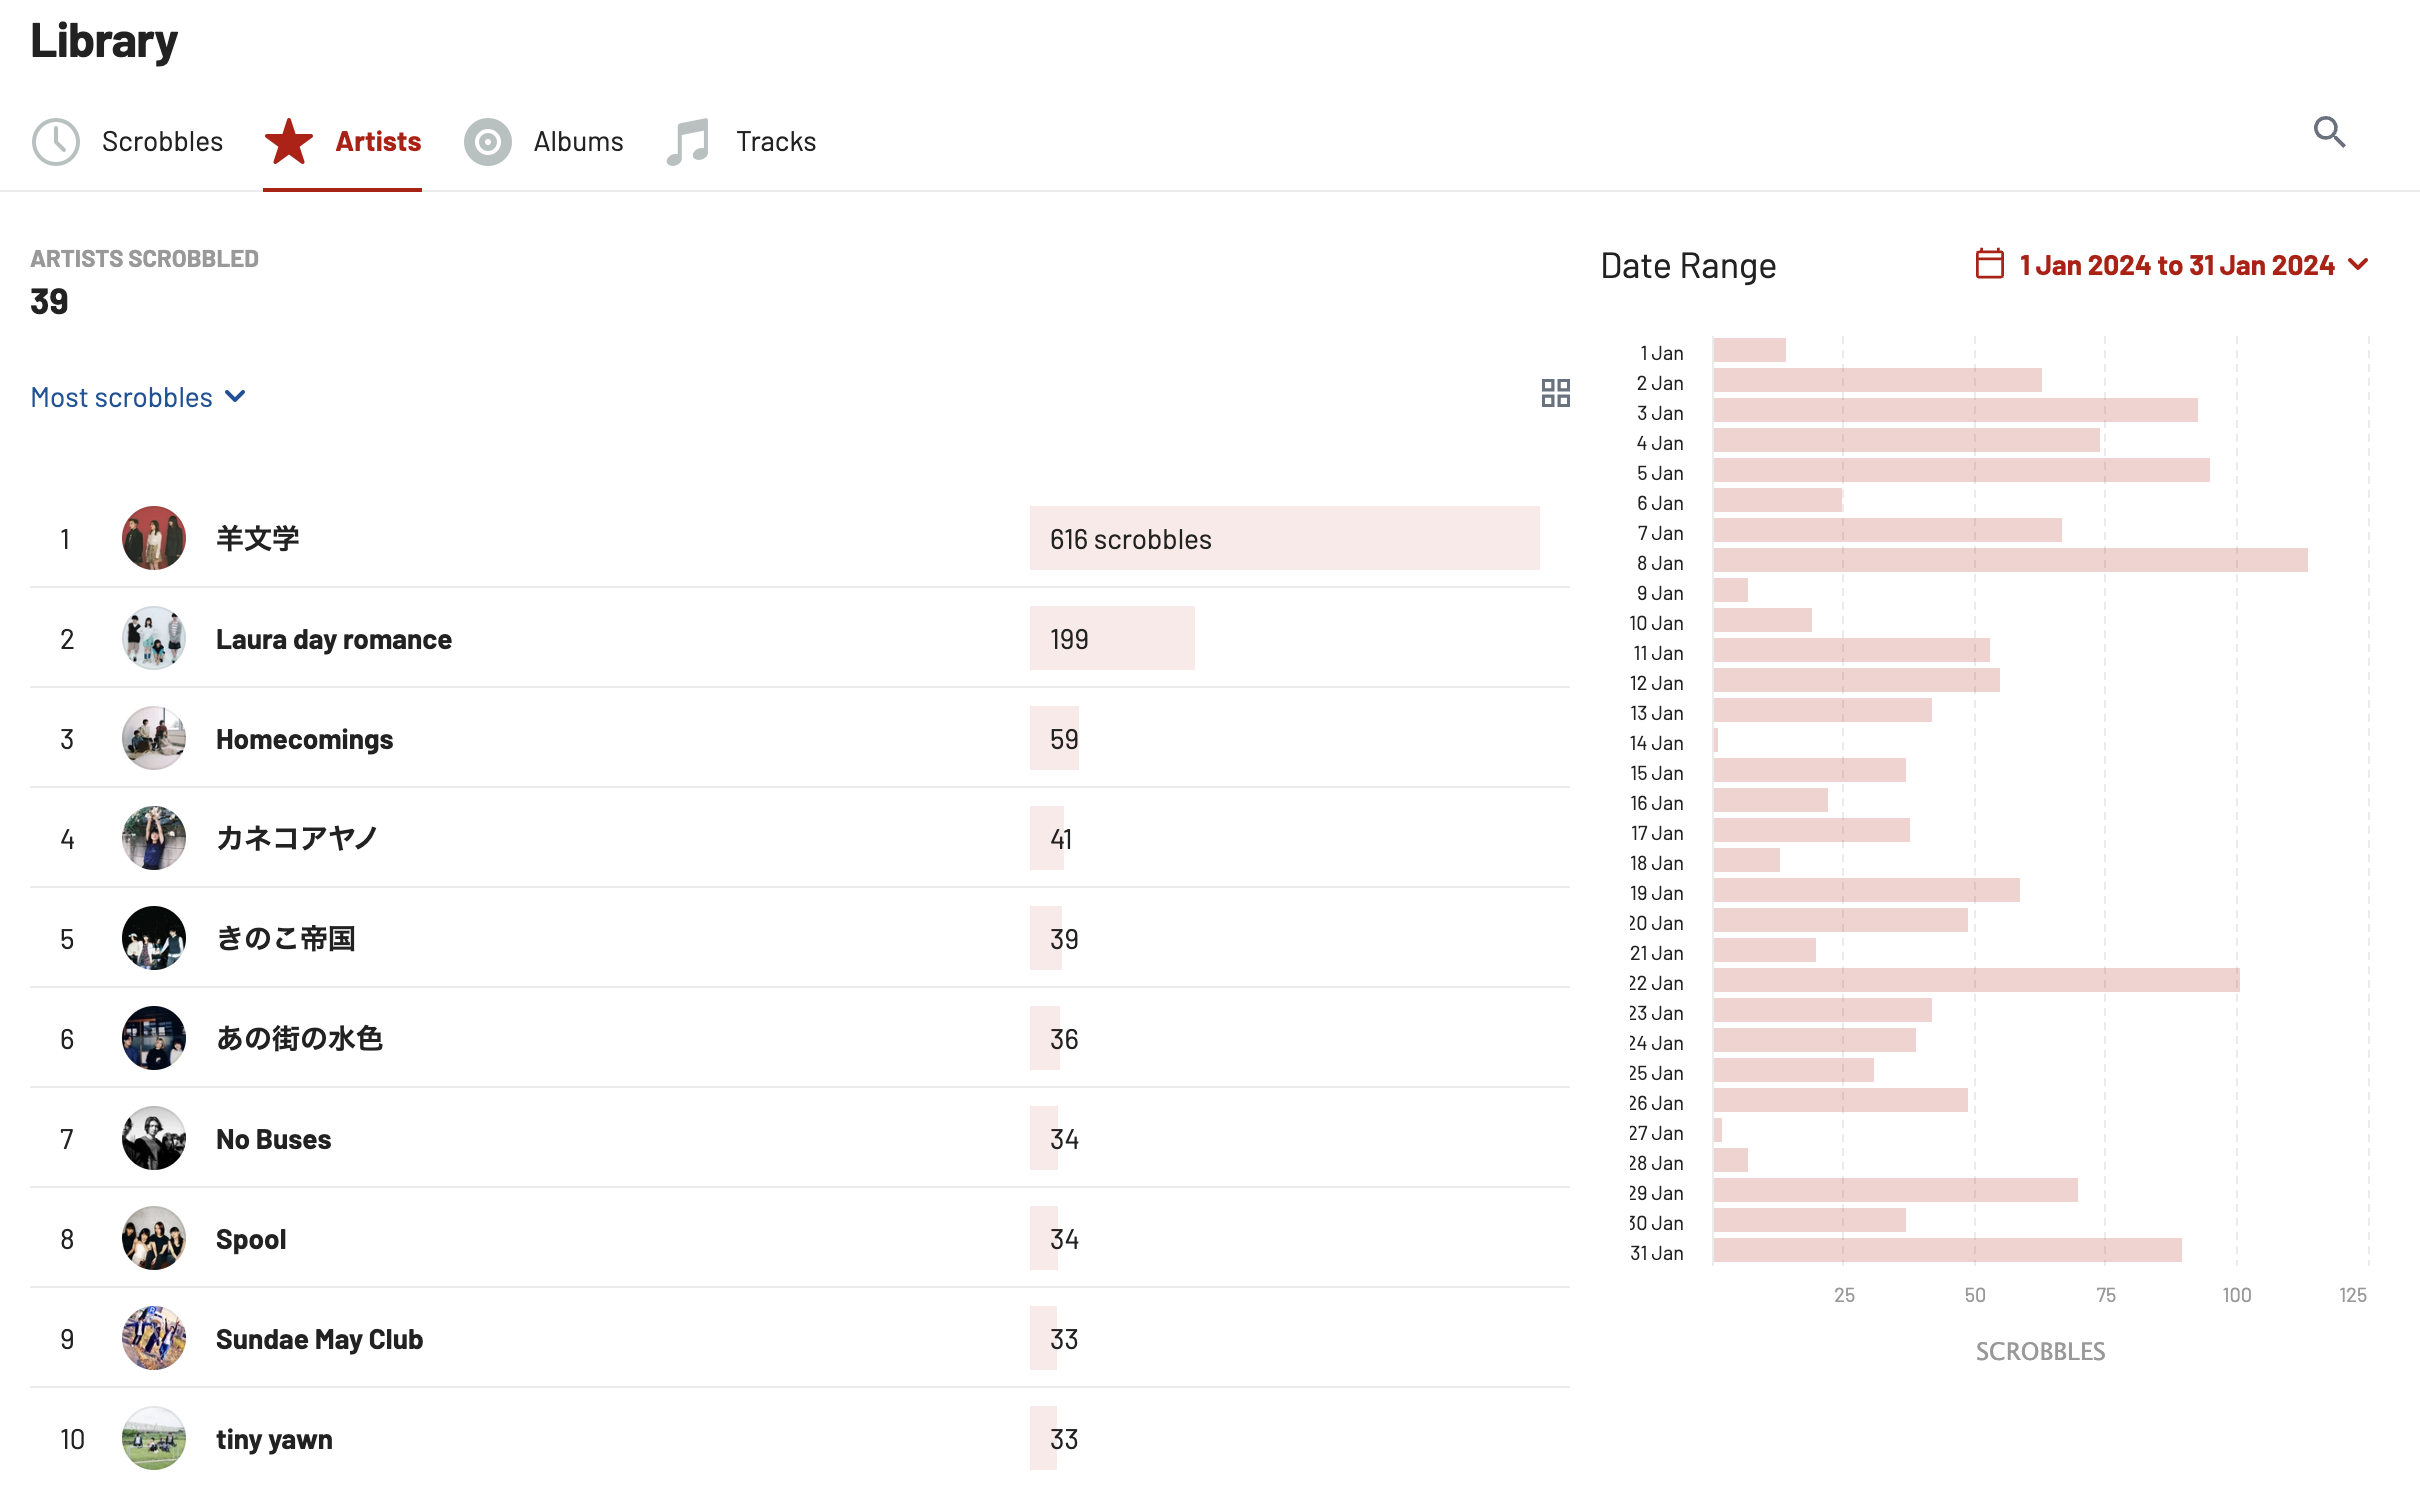 Library
Scrobbles Artists Albums Tracks
ARTISTS SCROBBLED
39
Most scrobbles
1 羊文学 616 scrobbles
2 Laura day romance 199
3 Homecomings 59
4 カネコアヤノ 41
5 きのこ帝国 39
6 あの街の水色 36
7 No Buses 34
8 Spool 34
9 Sundae May Club 33
10 tiny yawn 33
Date Range 1 Jan 2024 to 31 Jan 2024
1 Jan
2 Jan
3 Jan
4 Jan
5 Jan
6 Jan
7 Jan
8 Jan
9 Jan
10 Jan
11 Jan
12 Jan
13 Jan
14 Jan
15 Jan
16 Jan
17 Jan
18 Jan
19 Jan
20 Jan
21 Jan
22 Jan
23 Jan
24 Jan
25 Jan
26 Jan
27 Jan
28 Jan
29 Jan
30 Jan
31 Jan
25 50 75 100 125
SCROBBLES